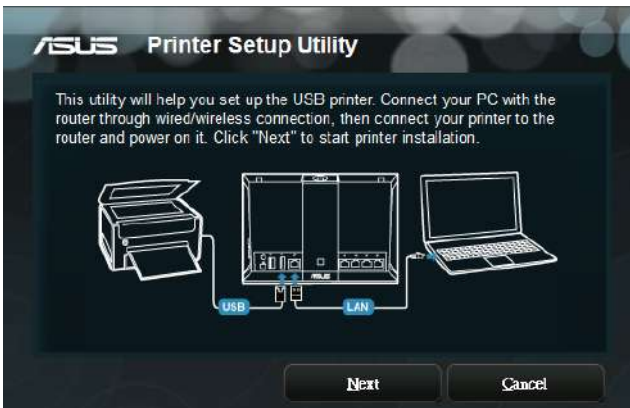 ASUS Printer Setup Utility
This utility will help you set up the USB printer. Connect your PC with the
router through wired/wireless connection, then connect your printer to the
router and power on it. Click "Next" to start printer installation.
ASUS
USB
LAN
Next
Cancel